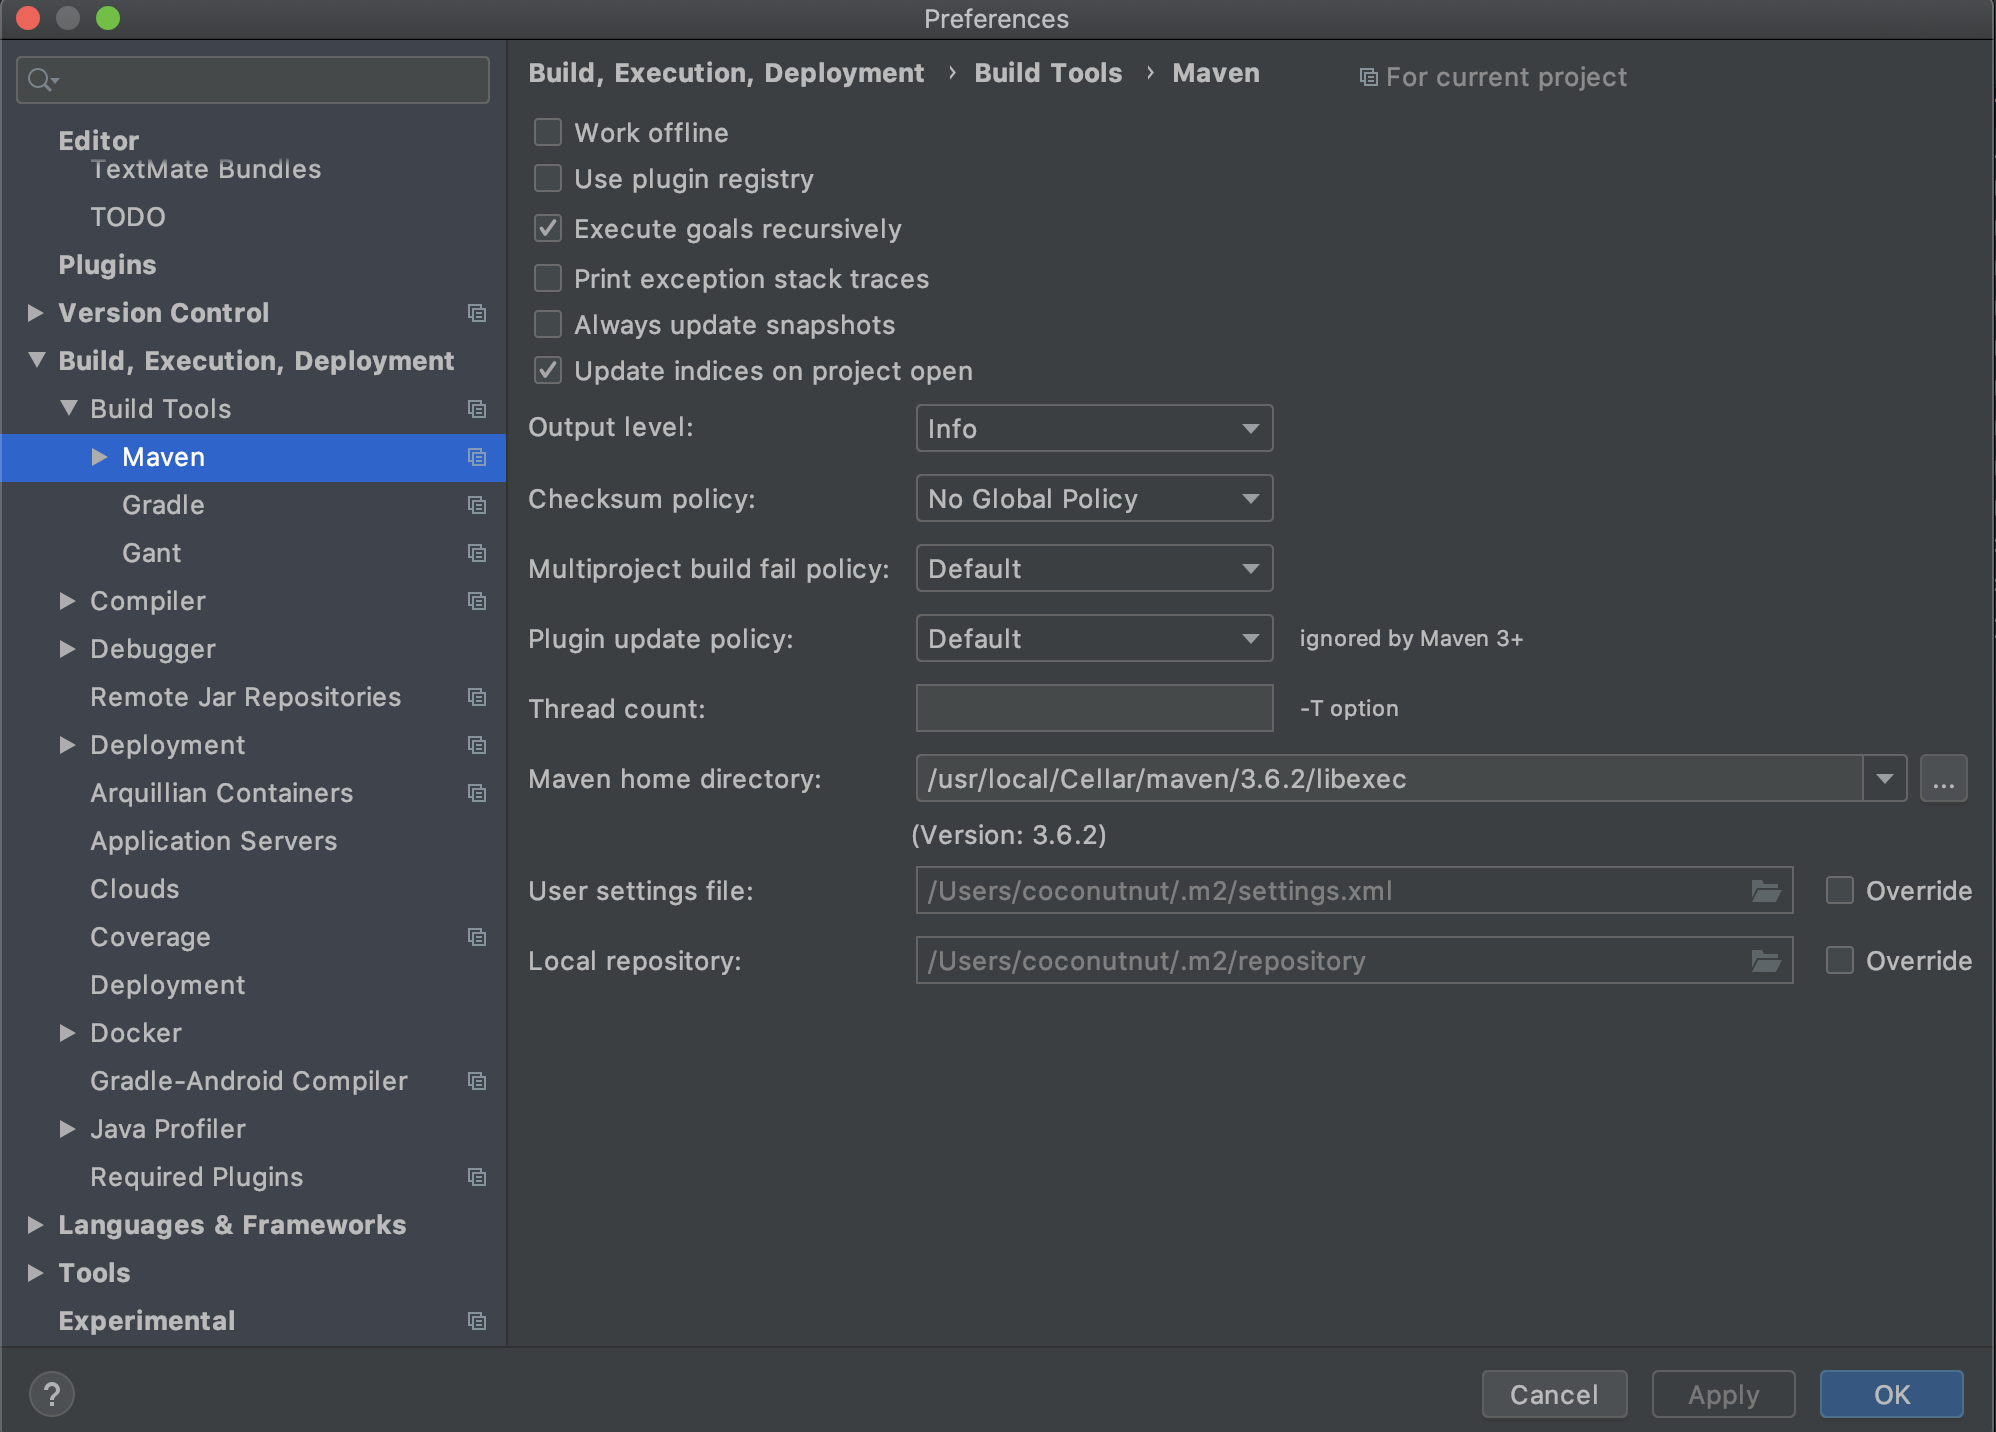 Preferences
Editor
TextMate Bundles
TODO
Plugins
Version Control
Build, Execution, Deployment
Build Tools
Maven
Gradle
Gant
Compiler
Debugger
Remote Jar Repositories
Deployment
Arquillian Containers
Application Servers
Clouds
Coverage
Deployment
Docker
Gradle-Android Compiler
Java Profiler
Required Plugins
Languages & Frameworks
Tools
Experimental
Build, Execution, Deployment › Build Tools › Maven For current project
Work offline
Use plugin registry
Execute goals recursively
Print exception stack traces
Always update snapshots
Update indices on project open
Output level: Info
Checksum policy: No Global Policy
Multiproject build fail policy: Default
Plugin update policy: Default ignored by Maven 3+
Thread count: -T option
Maven home directory: /usr/local/Cellar/maven/3.6.2/libexec ...
(Version: 3.6.2)
User settings file: /Users/coconutnut/.m2/settings.xml Override
Local repository: /Users/coconutnut/.m2/repository Override
? Cancel Apply OK